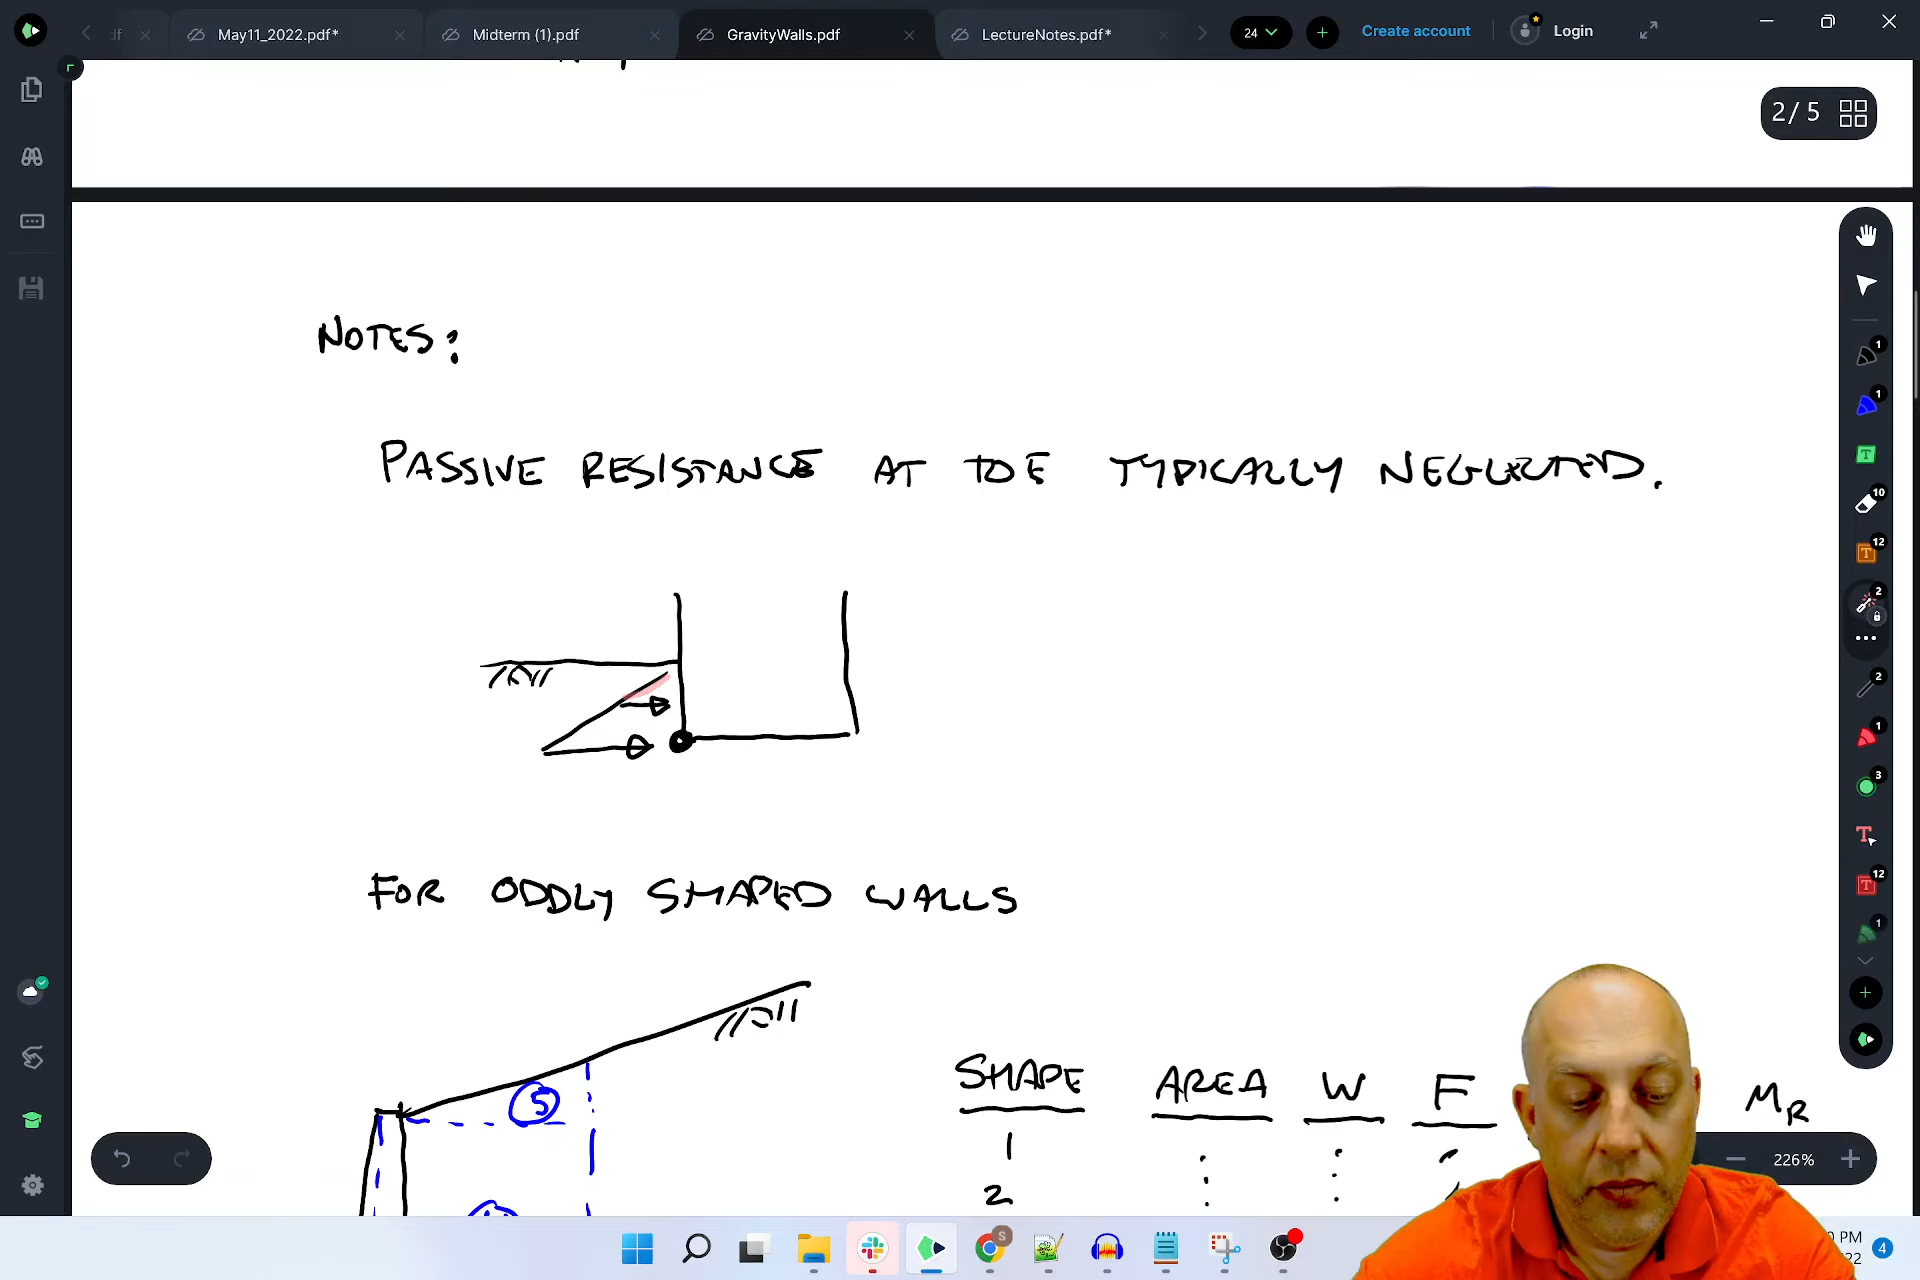 May11_2022.pdf*
Midterm (1).pdf
GravityWalls.pdf
LectureNotes.pdf*
24
Create account
Login
2/ 5
NOTES:
PASSIVE RESISTANCE AT TOE TYPICALLY NEGLECTED.
FOR ODDLY SHAPED WALLS
5
SHAPE AREA W F MR
1
2
226%
PM
4